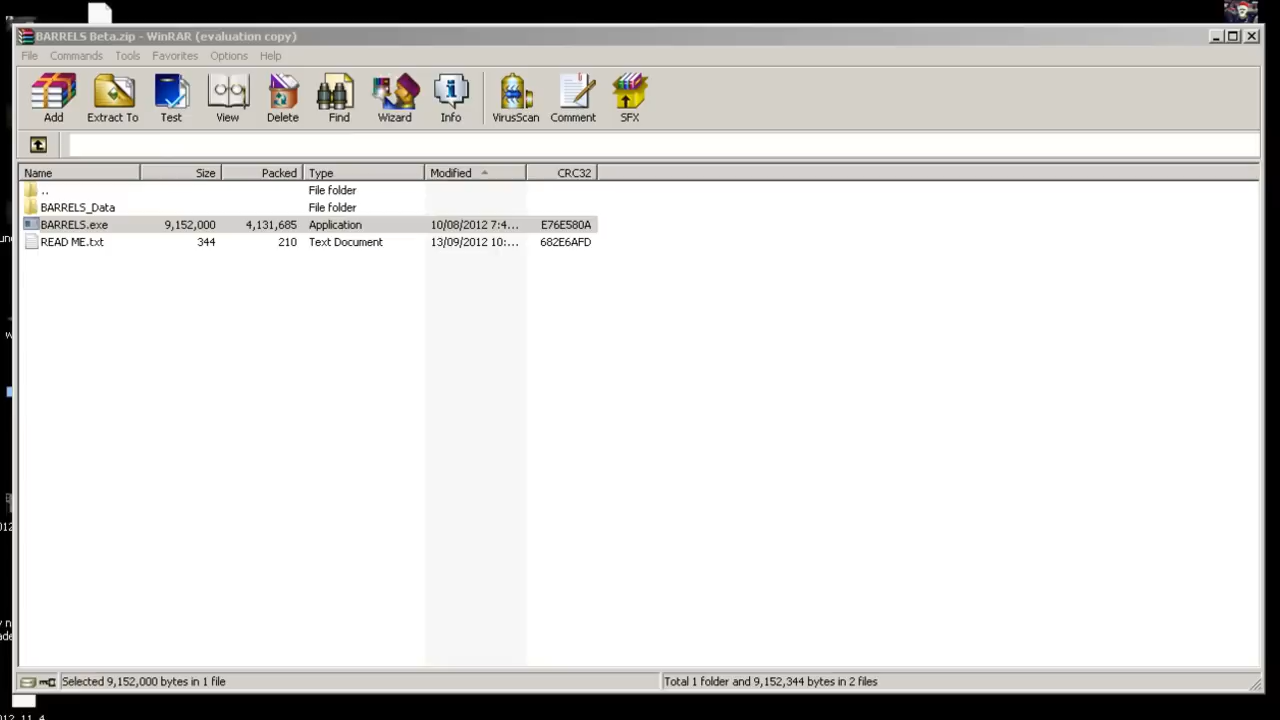 BARRELS Beta.zip - WinRAR (evaluation copy)
File Commands Tools Favorites Options Help
Add Extract To Test View Delete Find Wizard Info VirusScan Comment SFX
Name Size Packed Type Modified CRC32
.. File folder
BARRELS_Data File folder
BARRELS.exe 9,152,000 4,131,685 Application 10/08/2012 7:4... E76E580A
READ ME.txt 344 210 Text Document 13/09/2012 10:... 682E6AFD
Selected 9,152,000 bytes in 1 file
Total 1 folder and 9,152,344 bytes in 2 files